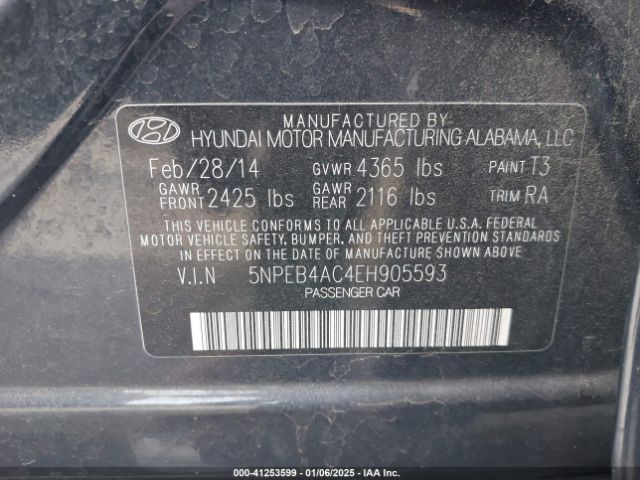 MANUFACTURED BY
HYUNDAI MOTOR MANUFACTURING ALABAMA, LLC
Feb/28/14 GVWR 4365 lbs PAINT T3
GAWR FRONT 2425 lbs GAWR REAR 2116 lbs TRIM RA
THIS VEHICLE CONFORMS TO ALL APPLICABLE U.S.A. FEDERAL
MOTOR VEHICLE SAFETY, BUMPER, AND THEFT PREVENTION STANDARDS
IN EFFECT ON THE DATE OF MANUFACTURE SHOWN ABOVE.
V.I.N 5NPEB4AC4EH905593
PASSENGER CAR
000-41253599 - 01/06/2025 - IAA Inc.